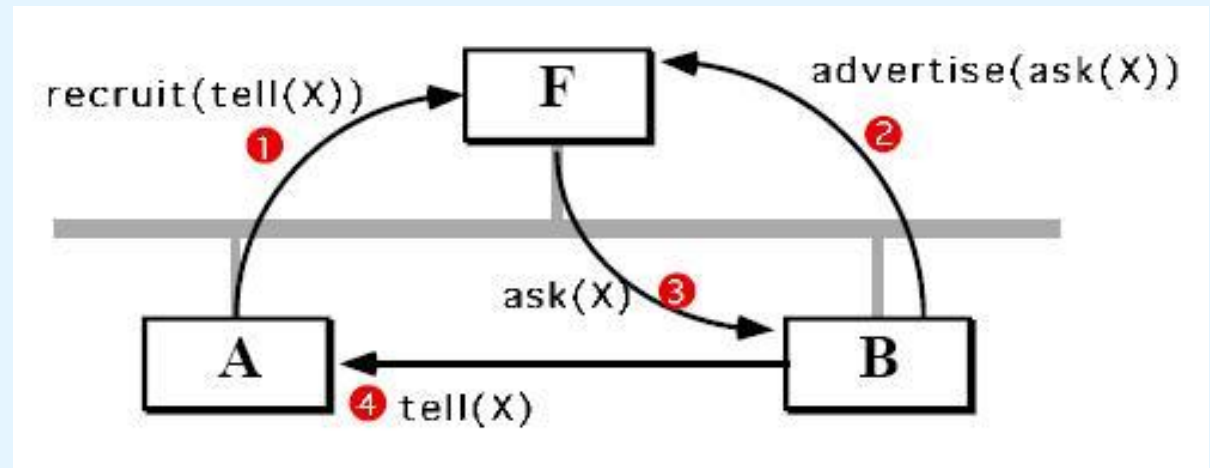 recruit(tell(X))
1
F
advertise(ask(X))
2
ask(X)
3
A
B
4 tell(X)